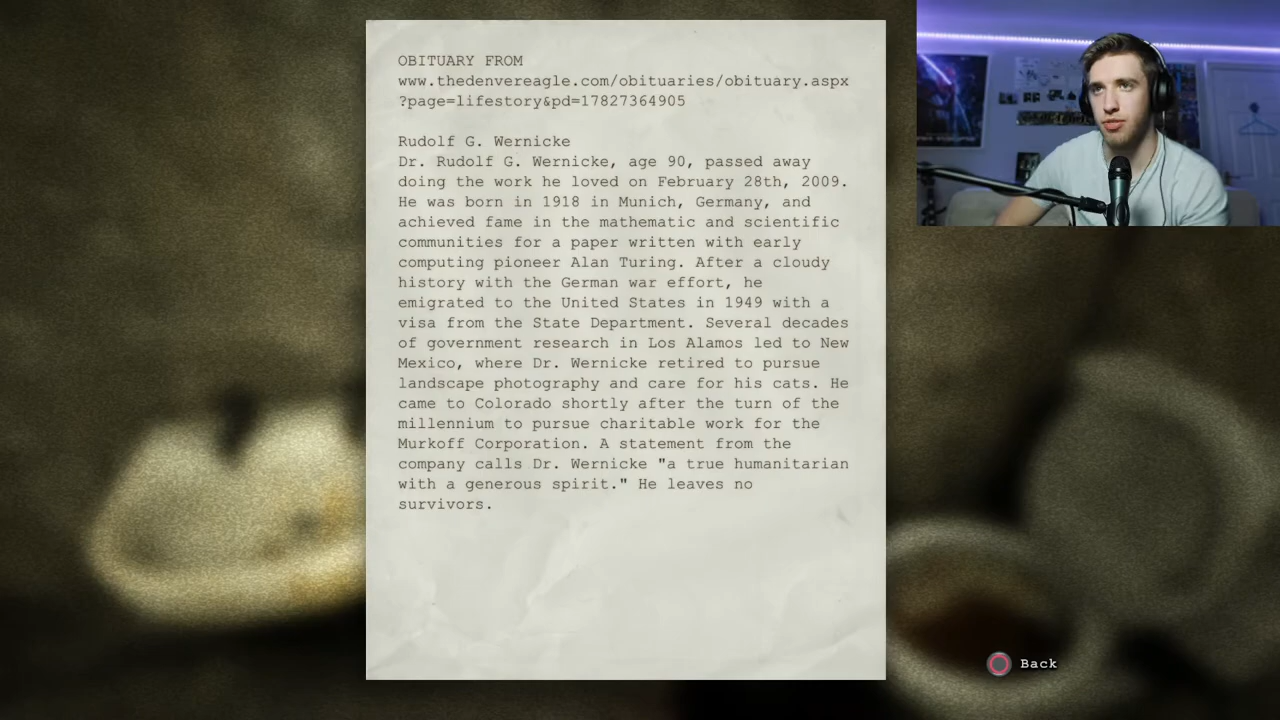 OBITUARY FROM
www.thedenvereagle.com/obituaries/obituary.aspx
?page=lifestory&pd=17827364905
Rudolf G. Wernicke
Dr. Rudolf G. Wernicke, age 90, passed away
doing the work he loved on February 28th, 2009.
He was born in 1918 in Munich, Germany, and
achieved fame in the mathematic and scientific
communities for a paper written with early
computing pioneer Alan Turing. After a cloudy
history with the German war effort, he
emigrated to the United States in 1949 with a
visa from the State Department. Several decades
of government research in Los Alamos led to New
Mexico, where Dr. Wernicke retired to pursue
landscape photography and care for his cats. He
came to Colorado shortly after the turn of the
millennium to pursue charitable work for the
Murkoff Corporation. A statement from the
company calls Dr. Wernicke "a true humanitarian
with a generous spirit." He leaves no
survivors.
Back